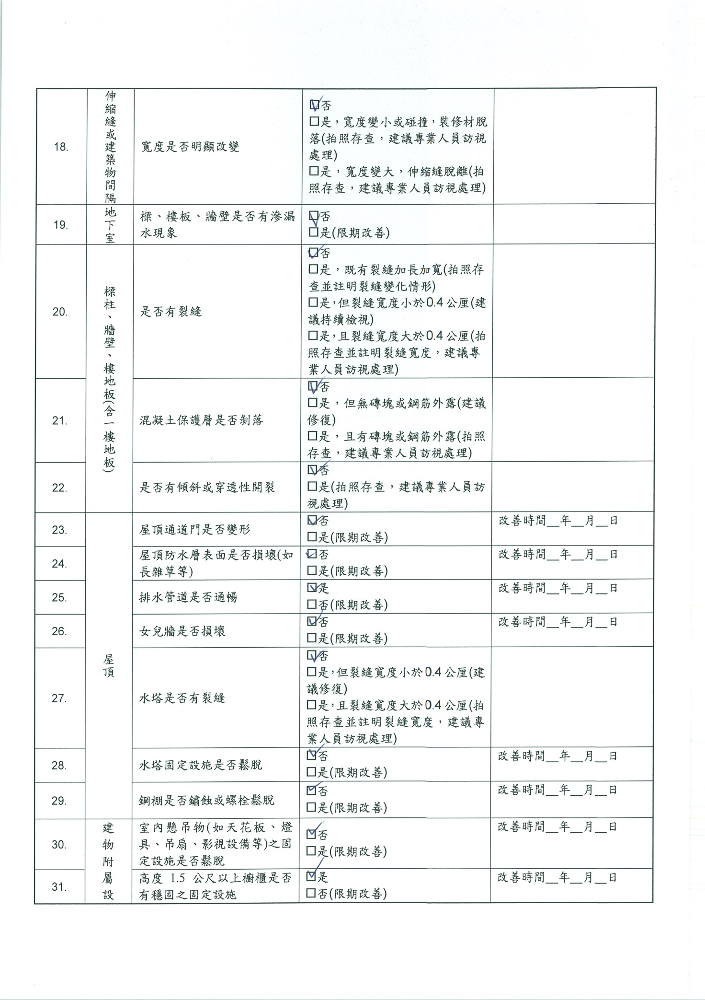 18.
伸縮縫或建築物間隔
寬度是否明顯改變
☑否
□是，寬度變小或碰撞，裝修材脫
落(拍照存查，建議專業人員訪視
處理)
□是，寬度變大，伸縮縫脫離(拍
照存查，建議專業人員訪視處理)
19.
地下室
樑、樓板、牆壁是否有滲漏
水現象
☑否
□是(限期改善)
樑柱、牆壁、樓地板(含一樓地板)
20.
是否有裂縫
☑否
□是，既有裂縫加長加寬(拍照存
查並註明裂縫變化情形)
□是，但裂縫寬度小於0.4公厘(建
議持續檢視)
□是，且裂縫寬度大於0.4公厘(拍
照存查並註明裂縫寬度，建議專
業人員訪視處理)
21.
混凝土保護層是否剝落
☑否
□是，但無磚塊或鋼筋外露(建議
修復)
□是，且有磚塊或鋼筋外露(拍照
存查，建議專業人員訪視處理)
22.
是否有傾斜或穿透性開裂
☑否
□是(拍照存查，建議專業人員訪
視處理)
屋頂
23.
屋頂通道門是否變形
☑否
□是(限期改善)
改善時間__年__月__日
24.
屋頂防水層表面是否損壞(如
長雜草等)
☑否
□是(限期改善)
改善時間__年__月__日
25.
排水管道是否通暢
☑是
□否(限期改善)
改善時間__年__月__日
26.
女兒牆是否損壞
☑否
□是(限期改善)
改善時間__年__月__日
27.
水塔是否有裂縫
☑否
□是，但裂縫寬度小於0.4公厘(建
議修復)
□是，且裂縫寬度大於0.4公厘(拍
照存查並註明裂縫寬度，建議專
業人員訪視處理)
28.
水塔固定設施是否鬆脫
☑否
□是(限期改善)
改善時間__年__月__日
29.
鋼棚是否鏽蝕或螺栓鬆脫
☑否
□是(限期改善)
改善時間__年__月__日
建物附屬設
30.
室內懸吊物(如天花板、燈
具、吊扇、影視設備等)之固
定設施是否鬆脫
☑否
□是(限期改善)
改善時間__年__月__日
31.
高度 1.5 公尺以上櫥櫃是否
有穩固之固定設施
☑是
□否(限期改善)
改善時間__年__月__日